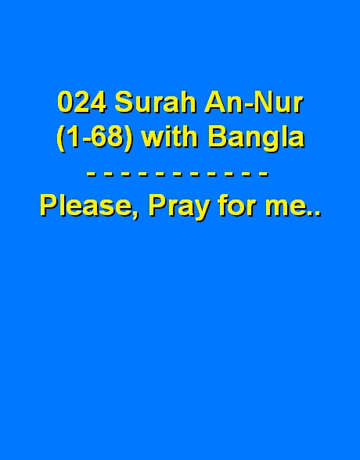 024 Surah An-Nur
(1-68) with Bangla
- - - - - - - - - - -
Please, Pray for me..